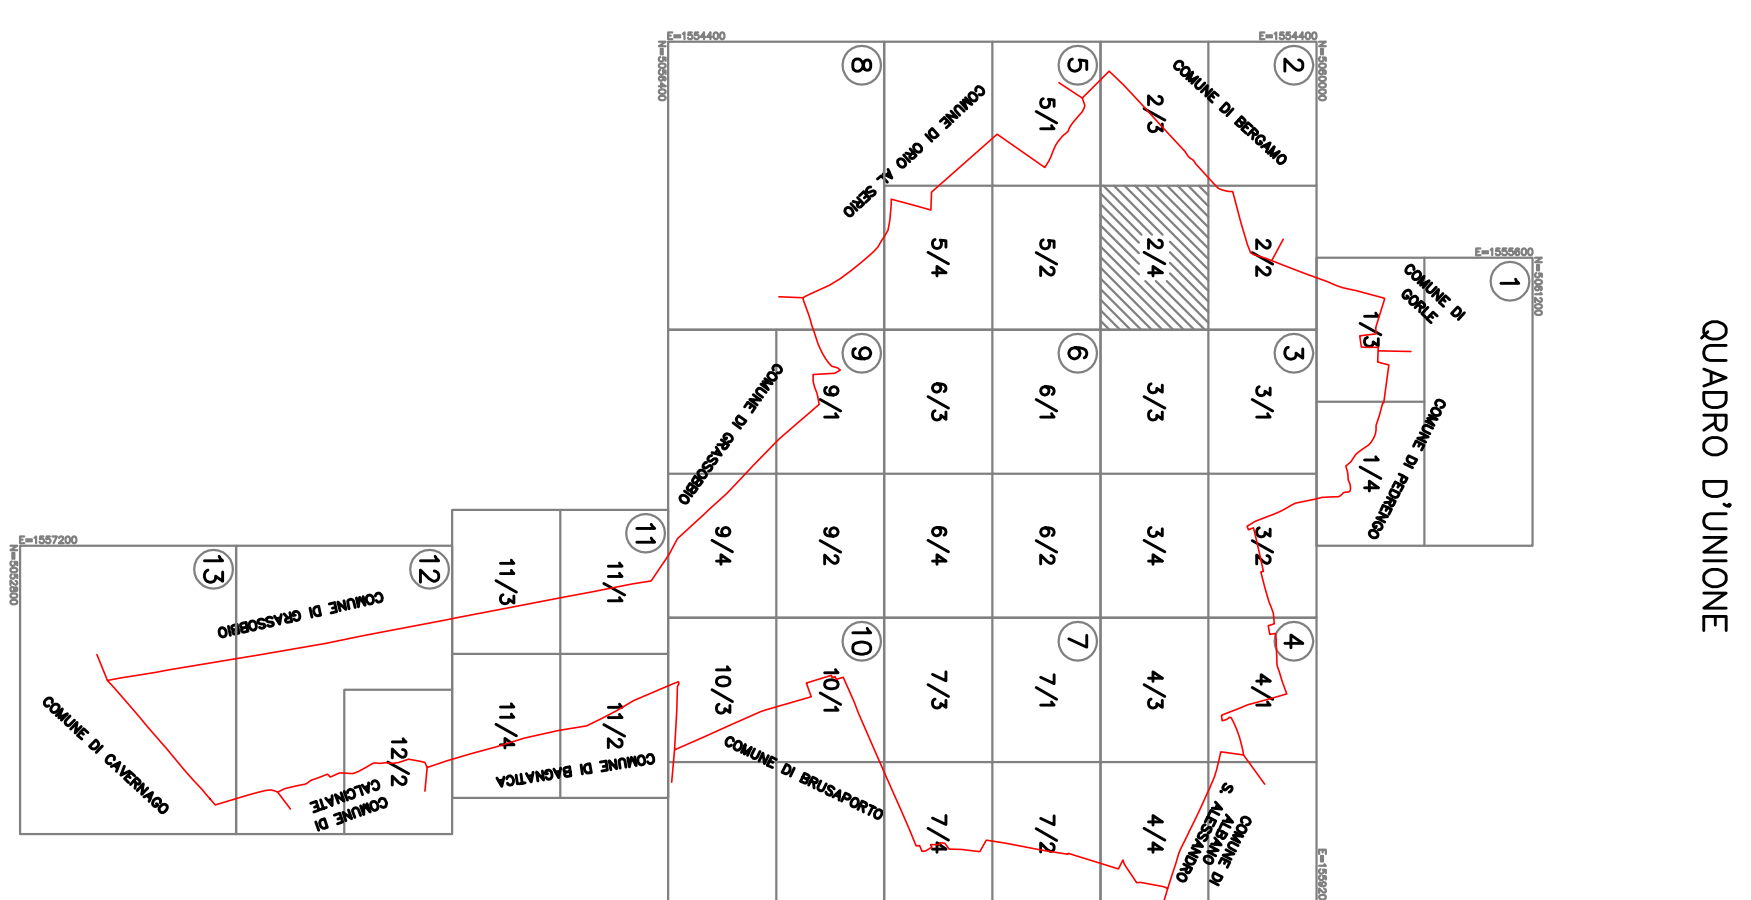 QUADRO D'UNIONE
N=5061200
E=1555600
1
COMUNE DI
GORLE
1/3
1/4
COMUNE DI PEDRENGO
N=5060000
E=1554400
2
COMUNE DI BERGAMO
2/2
2/3
2/4
3
3/1
3/2
3/3
3/4
4
4/1
4/3
4/4
COMUNE DI
ALBANO
S. ALESSANDRO
5
5/1
5/2
5/4
COMUNE DI ORIO AL SERIO
6
6/1
6/2
6/3
6/4
7
7/1
7/2
7/3
7/4
8
E=1554400
N=5056400
9
9/1
9/2
9/4
COMUNE DI GRASSOBBIO
10
10/1
10/3
COMUNE DI BRUSAPORTO
11
11/1
11/2
11/3
11/4
COMUNE DI BAGNATICA
12
12/2
COMUNE DI
CALCINATE
COMUNE DI GRASSOBBIO
13
COMUNE DI CAVERNAGO
E=1557200
N=5052800